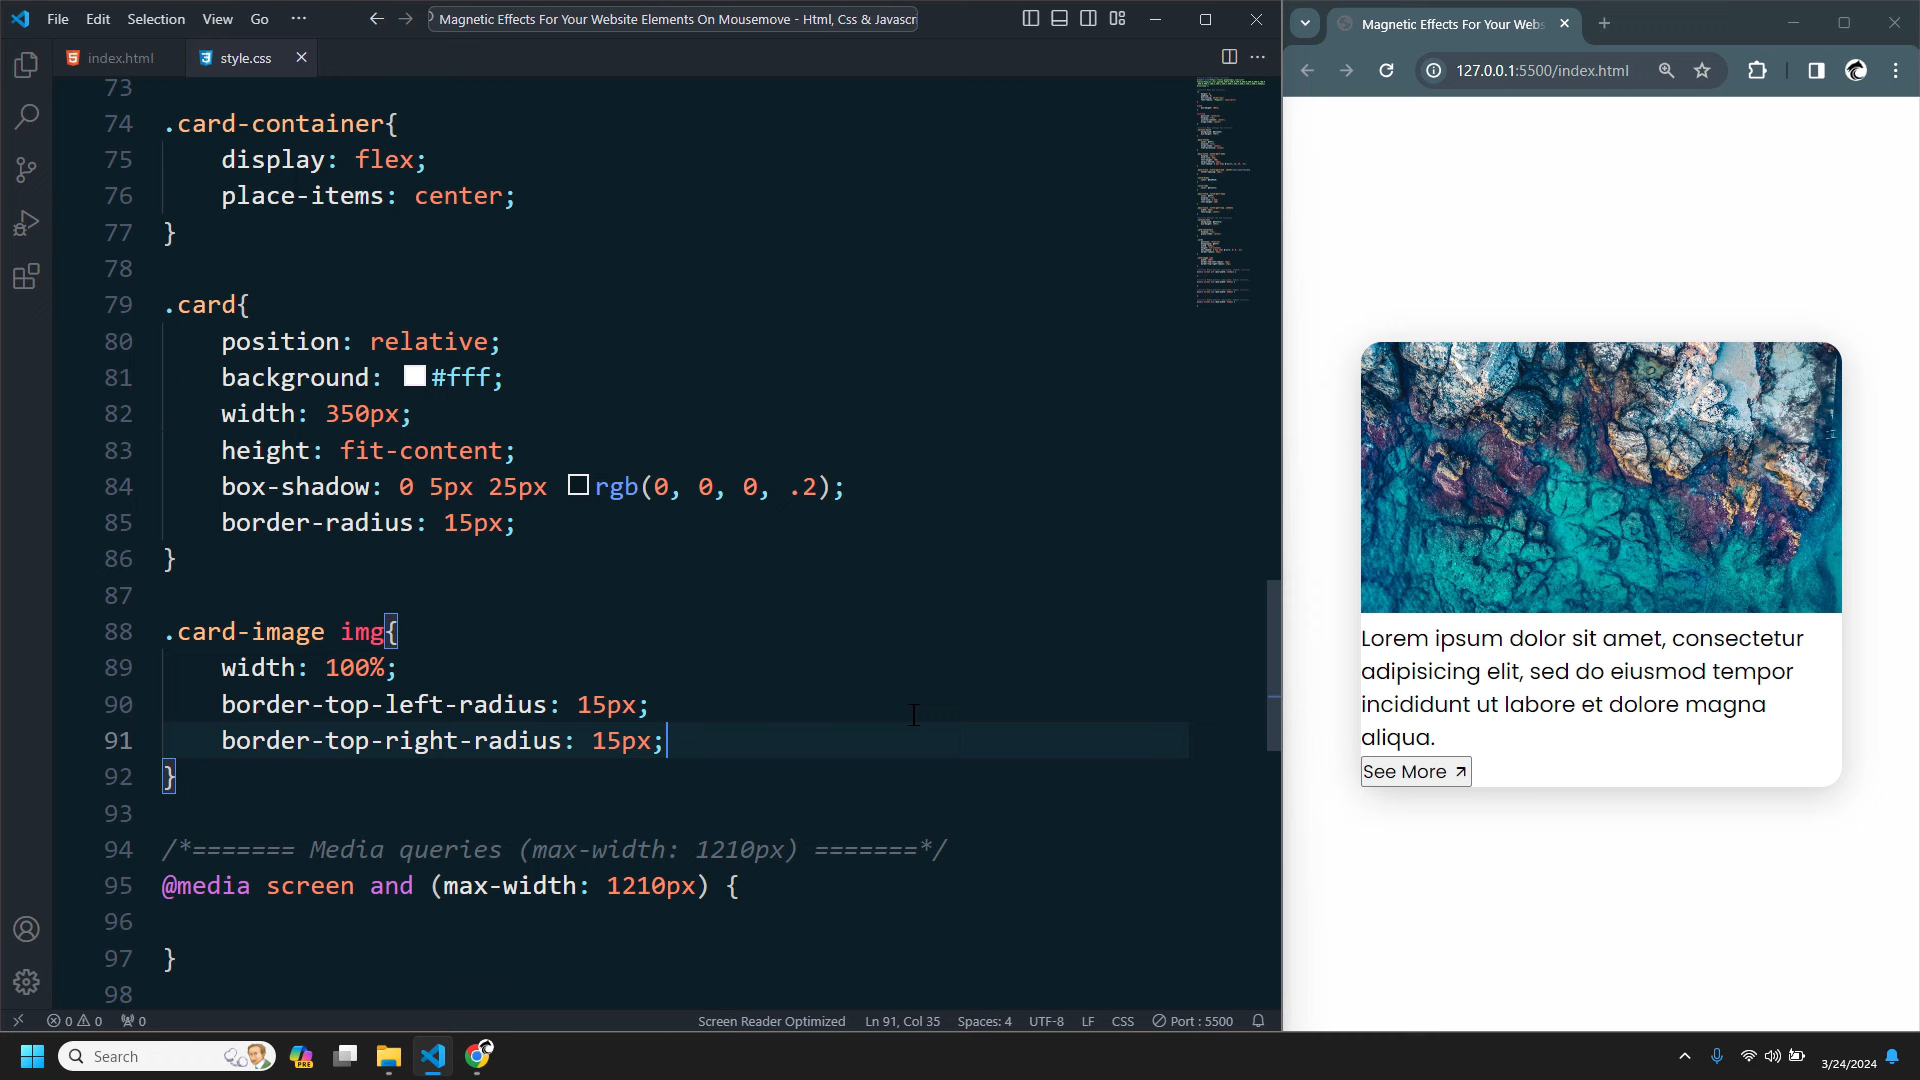 File Edit Selection View Go ···
Magnetic Effects For Your Website Elements On Mousemove - Html, Css & Javascr
index.html
style.css
73
74 .card-container{
75 display: flex;
76 place-items: center;
77 }
78
79 .card{
80 position: relative;
81 background: #fff;
82 width: 350px;
83 height: fit-content;
84 box-shadow: 0 5px 25px rgb(0, 0, 0, .2);
85 border-radius: 15px;
86 }
87
88 .card-image img{
89 width: 100%;
90 border-top-left-radius: 15px;
91 border-top-right-radius: 15px;
92 }
93
94 /*======= Media queries (max-width: 1210px) =======*/
95 @media screen and (max-width: 1210px) {
96
97 }
98
0 0 0
Screen Reader Optimized Ln 91, Col 35 Spaces: 4 UTF-8 LF CSS Port : 5500
Magnetic Effects For Your Webs
127.0.0.1:5500/index.html
Lorem ipsum dolor sit amet, consectetur
adipisicing elit, sed do eiusmod tempor
incididunt ut labore et dolore magna
aliqua.
See More
Search
PRE
3/24/2024